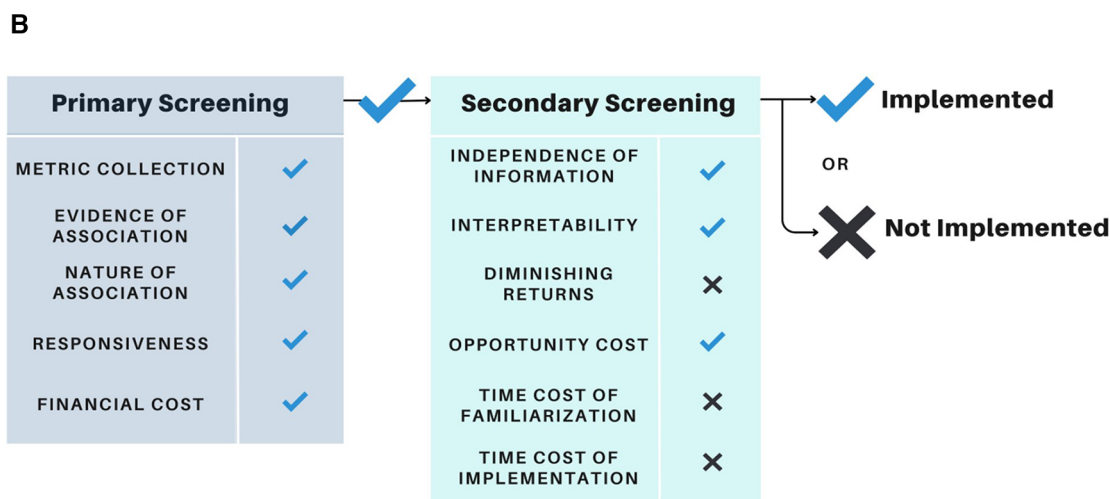 B
Primary Screening
METRIC COLLECTION
EVIDENCE OF
ASSOCIATION
NATURE OF
ASSOCIATION
RESPONSIVENESS
FINANCIAL COST
Secondary Screening
INDEPENDENCE OF
INFORMATION
INTERPRETABILITY
DIMINISHING
RETURNS
OPPORTUNITY COST
TIME COST OF
FAMILIARIZATION
TIME COST OF
IMPLEMENTATION
Implemented
OR
Not Implemented